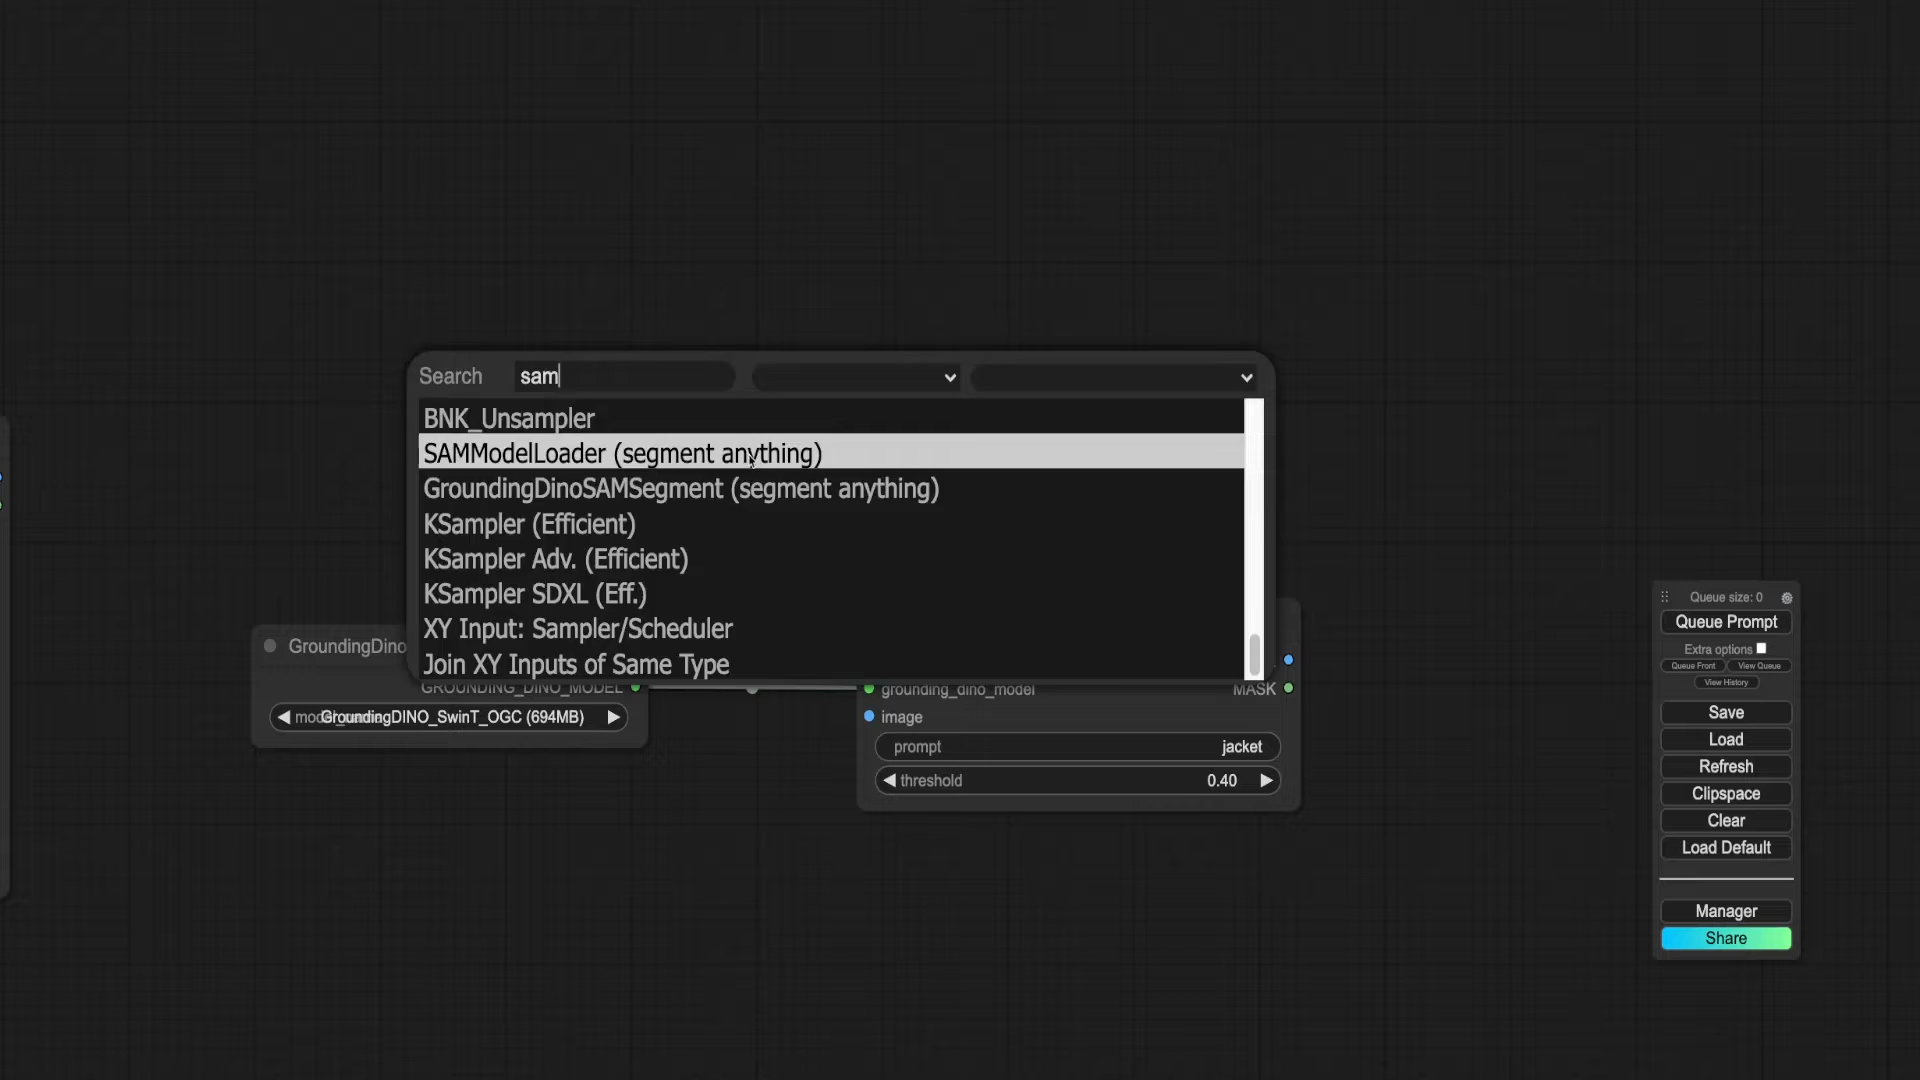 Search sam
BNK_Unsampler
SAMModelLoader (segment anything)
GroundingDinoSAMSegment (segment anything)
KSampler (Efficient)
KSampler Adv. (Efficient)
KSampler SDXL (Eff.)
XY Input: Sampler/Scheduler
Join XY Inputs of Same Type
GroundingDino
GROUNDING_DINO_MODEL
GroundingDINO_SwinT_OGC (694MB)
grounding_dino_model
MASK
image
prompt jacket
threshold 0.40
Queue size: 0
Queue Prompt
Extra options
Queue Front View Queue
View History
Save
Load
Refresh
Clipspace
Clear
Load Default
Manager
Share